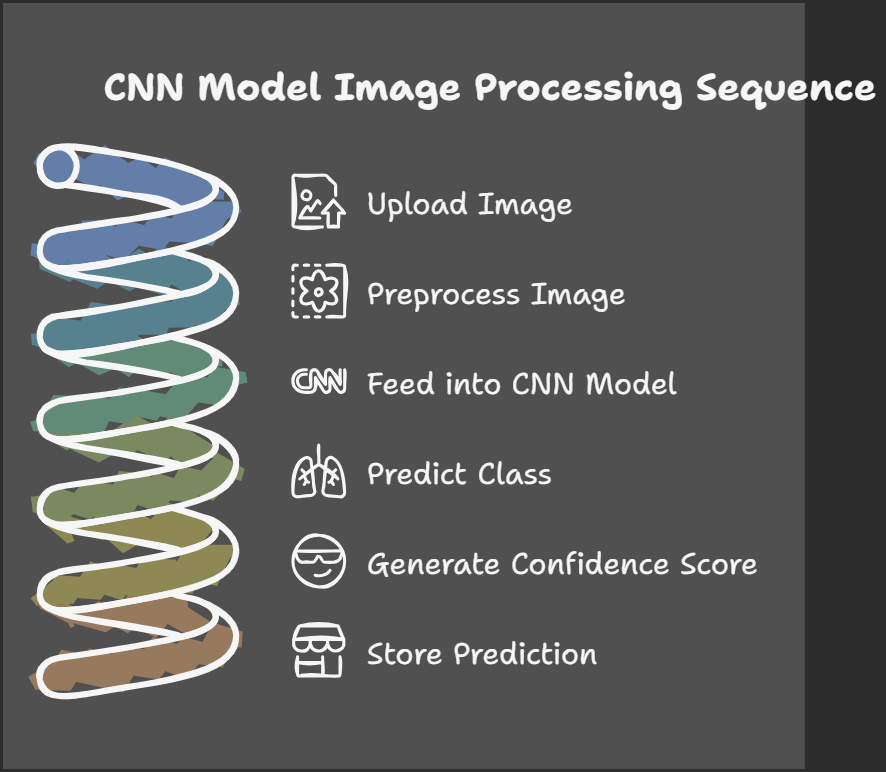 CNN Model Image Processing Sequence
Upload Image
Preprocess Image
CNN Feed into CNN Model
Predict Class
Generate Confidence Score
Store Prediction